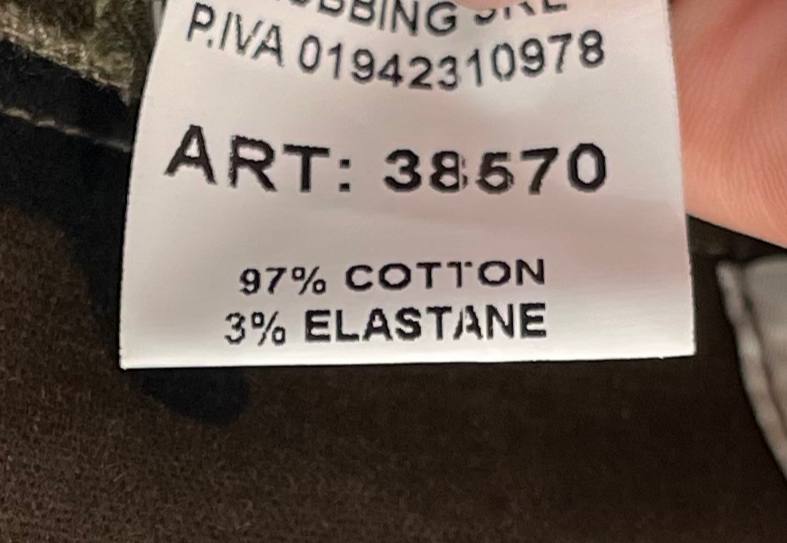 P.IVA 01942310978
ART: 38570
97% COTTON
3% ELASTANE